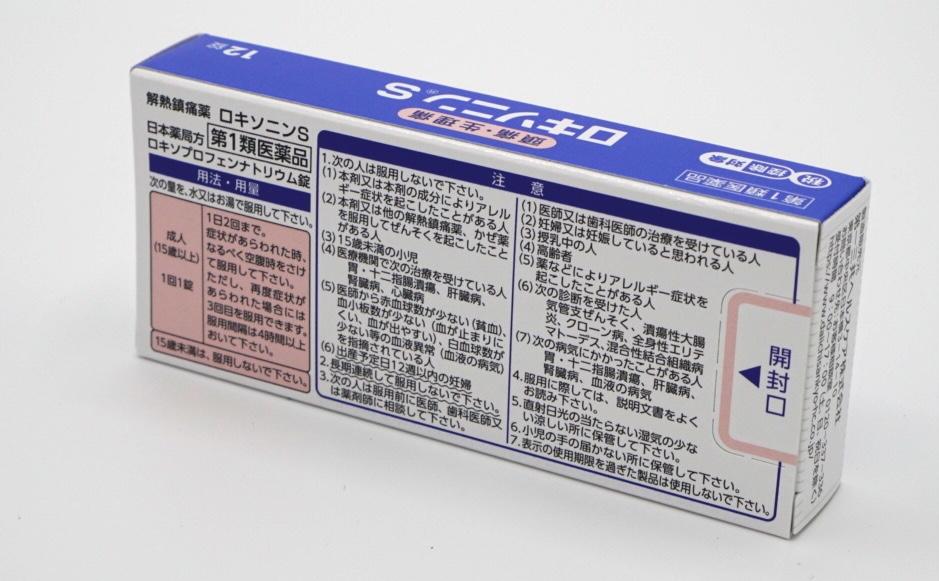 12錠
ロキソニンS®
頭痛・生理痛
税 控除 対象
第1類医薬品
解熱鎮痛薬 ロキソニンS
日本薬局方 第1類医薬品
ロキソプロフェンナトリウム錠
用法・用量
次の量を、水又はお湯で服用して下さい。
成人
(15歳以上)
1回1錠
1日2回まで。
症状があらわれた時、
なるべく空腹時をさけ
て服用して下さい。
ただし、再度症状が
あらわれた場合には
3回目を服用できます。
服用間隔は4時間以上
おいて下さい。
15歳未満は、服用しないで下さい。
注意
1. 次の人は服用しないで下さい。
(1) 本剤又は本剤の成分によりアレル
ギー症状を起こしたことがある人
(2) 本剤又は他の解熱鎮痛薬、かぜ薬
を服用してぜんそくを起こしたこと
がある人
(3) 15歳未満の小児
(4) 医療機関で次の治療を受けている人
胃・十二指腸潰瘍、肝臓病、
腎臓病、心臓病
(5) 医師から赤血球数が少ない(貧血)、
血小板数が少ない(血が止まりに
くい、血が出やすい)、白血球数が
少ない等の血液異常(血液の病気)
を指摘されている人
(6) 出産予定日12週以内の妊婦
2. 長期連続して服用しないで下さい。
3. 次の人は服用前に医師、歯科医師又
は薬剤師に相談して下さい。
(1) 医師又は歯科医師の治療を受けている人
(2) 妊婦又は妊娠していると思われる人
(3) 授乳中の人
(4) 高齢者
(5) 薬などによりアレルギー症状を
起こしたことがある人
(6) 次の診断を受けた人
気管支ぜんそく、潰瘍性大腸
炎、クローン病、全身性エリテ
マトーデス、混合性結合組織病
(7) 次の病気にかかったことがある人
胃・十二指腸潰瘍、肝臓病、
腎臓病、血液の病気
4. 服用に際しては、説明文書をよく
お読み下さい。
5. 直射日光の当たらない湿気の少な
い涼しい所に保管して下さい。
6. 小児の手の届かない所に保管して下さい。
7. 表示の使用期限を過ぎた製品は使用しないで下さい。
開封口